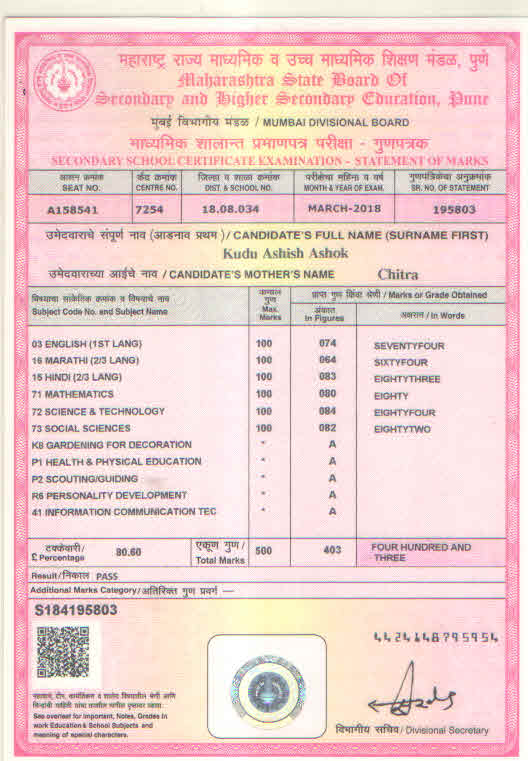 महाराष्ट्र राज्य माध्यमिक व उच्च माध्यमिक शिक्षण मंडळ, पुणे
Maharashtra State Board Of
Secondary and Higher Secondary Education, Pune
मुंबई विभागीय मंडळ / MUMBAI DIVISIONAL BOARD
माध्यमिक शालान्त प्रमाणपत्र परीक्षा - गुणपत्रक
SECONDARY SCHOOL CERTIFICATE EXAMINATION - STATEMENT OF MARKS
आसन क्रमांक केंद्र क्रमांक जिल्हा व शाळा क्रमांक परीक्षेचा महिना व वर्ष गुणपत्रिकेचा अनुक्रमांक
SEAT NO. CENTRE NO. DIST. & SCHOOL NO. MONTH & YEAR OF EXAM. SR. NO. OF STATEMENT
A158541 7254 18.08.034 MARCH-2018 195803
उमेदवाराचे संपूर्ण नाव (आडनाव प्रथम) / CANDIDATE'S FULL NAME (SURNAME FIRST)
Kudu Ashish Ashok
उमेदवाराच्या आईचे नाव / CANDIDATE'S MOTHER'S NAME Chitra
विषयाचा सांकेतिक क्रमांक व विषयाचे नाव कमाल गुण प्राप्त गुण किंवा श्रेणी / Marks or Grade Obtained
Subject Code No. and Subject Name Max. Marks अंकात In Figures अक्षरात / In Words
03 ENGLISH (1ST LANG) 100 074 SEVENTYFOUR
16 MARATHI (2/3 LANG) 100 064 SIXTYFOUR
15 HINDI (2/3 LANG) 100 083 EIGHTYTHREE
71 MATHEMATICS 100 080 EIGHTY
72 SCIENCE & TECHNOLOGY 100 084 EIGHTYFOUR
73 SOCIAL SCIENCES 100 082 EIGHTYTWO
K8 GARDENING FOR DECORATION * A
P1 HEALTH & PHYSICAL EDUCATION * A
P2 SCOUTING/GUIDING * A
R6 PERSONALITY DEVELOPMENT * A
41 INFORMATION COMMUNICATION TEC * A
टक्केवारी/ £ Percentage 80.60 एकूण गुण / Total Marks 500 403 FOUR HUNDRED AND THREE
Result/निकाल PASS
Additional Marks Category/अतिरिक्त गुण प्रवर्ग —
S184195803
4424148795954
See overleaf for Important, Notes, Grades in
work Education & School Subjects and
meaning of special characters.
विभागीय सचिव/ Divisional Secretary